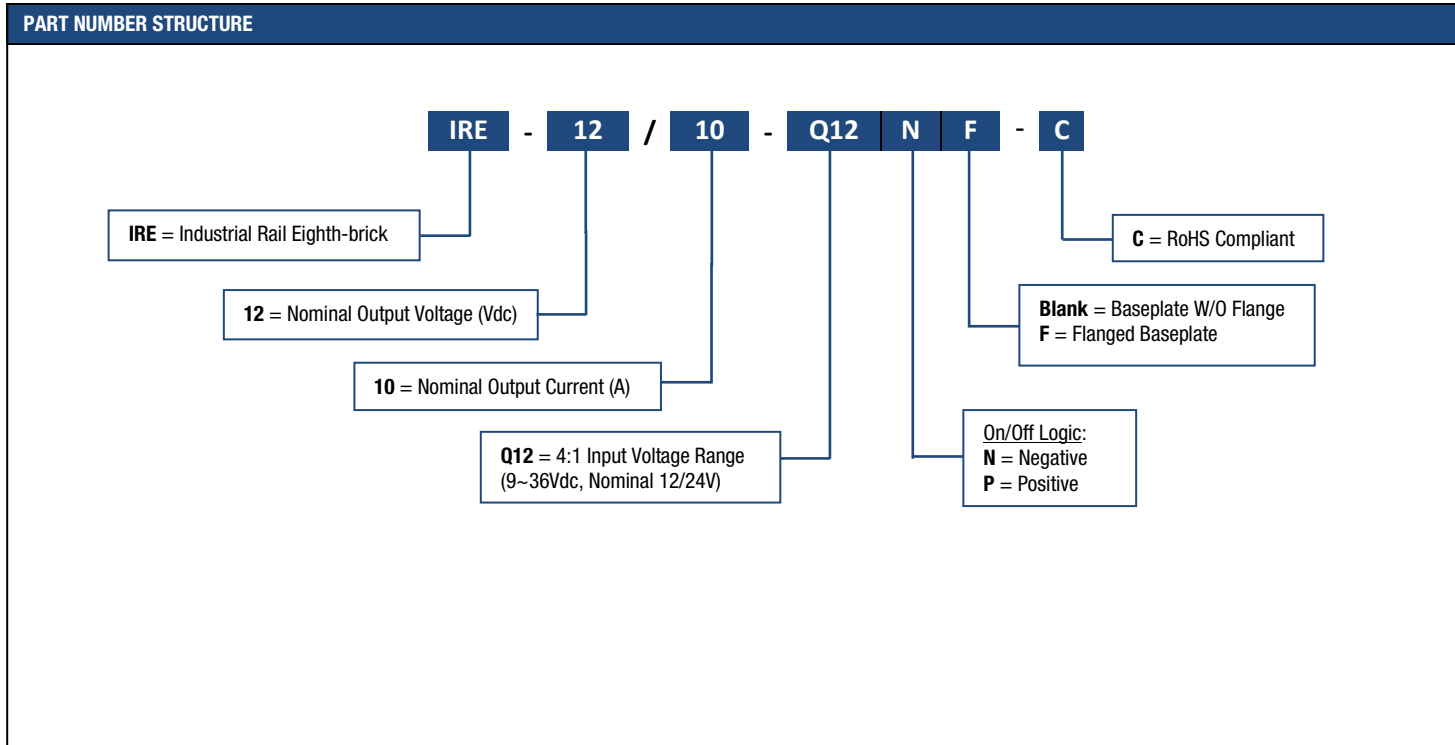 PART NUMBER STRUCTURE
IRE - 12 / 10 - Q12 N F - C
IRE = Industrial Rail Eighth-brick
C = RoHS Compliant
12 = Nominal Output Voltage (Vdc)
Blank = Baseplate W/O Flange
F = Flanged Baseplate
10 = Nominal Output Current (A)
Q12 = 4:1 Input Voltage Range
(9~36Vdc, Nominal 12/24V)
On/Off Logic:
N = Negative
P = Positive